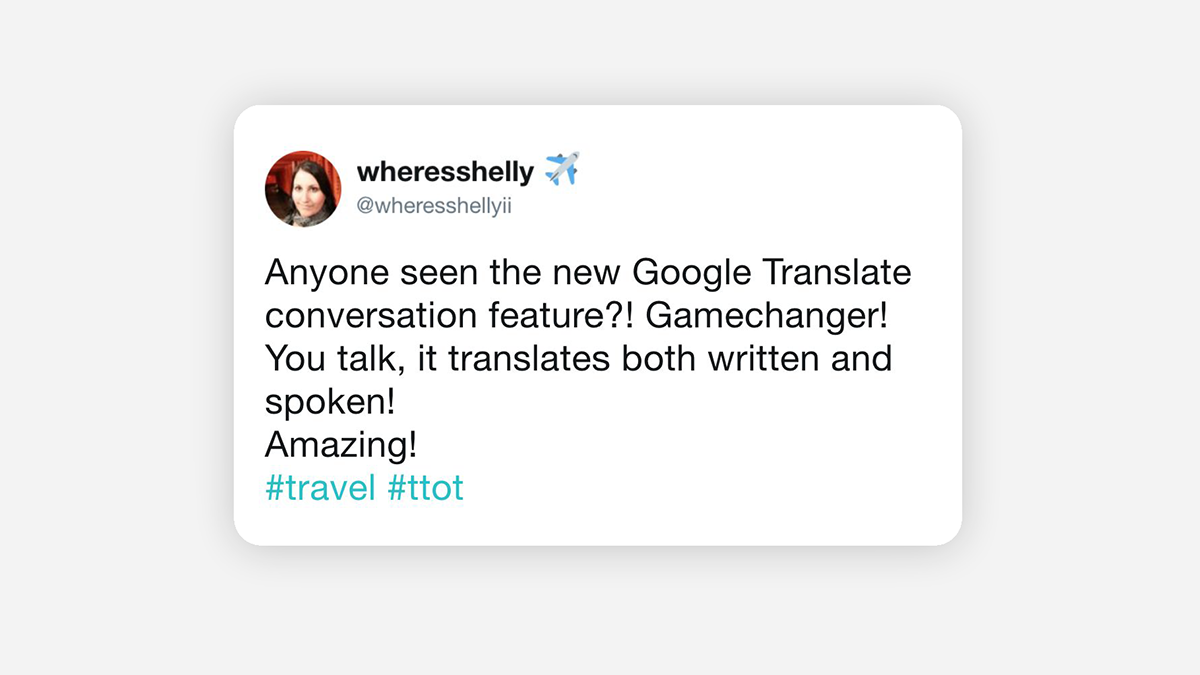 wheresshelly ✈️
@wheresshellyii
Anyone seen the new Google Translate
conversation feature?! Gamechanger!
You talk, it translates both written and
spoken!
Amazing!
#travel #ttot